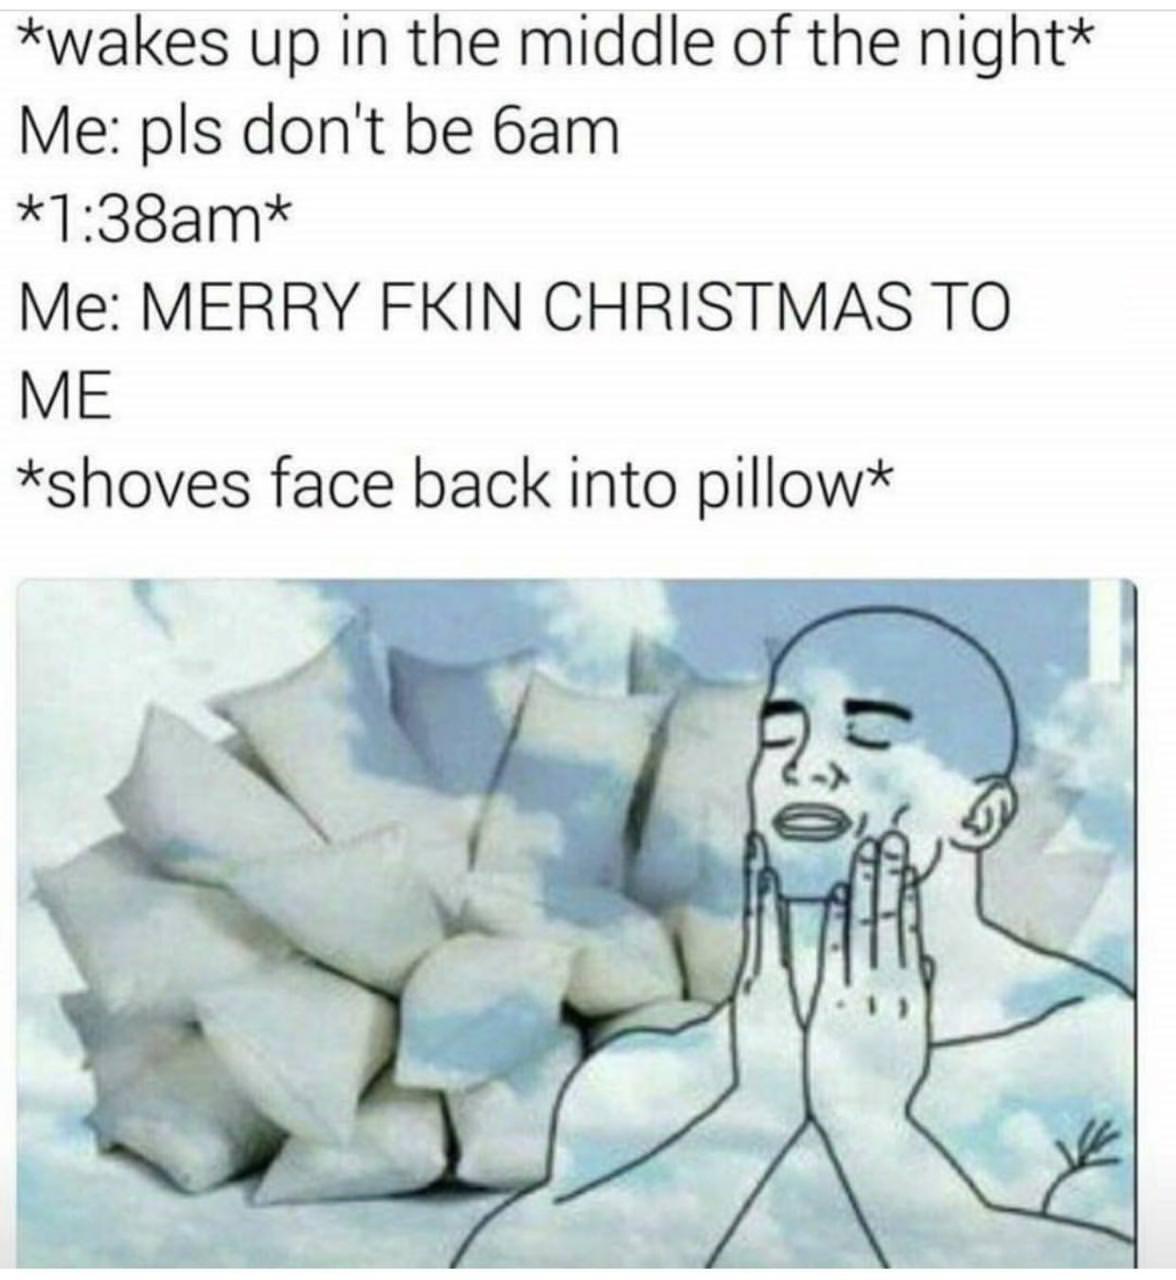 *wakes up in the middle of the night*
Me: pls don't be 6am
*1:38am*
Me: MERRY FKIN CHRISTMAS TO
ME
*shoves face back into pillow*